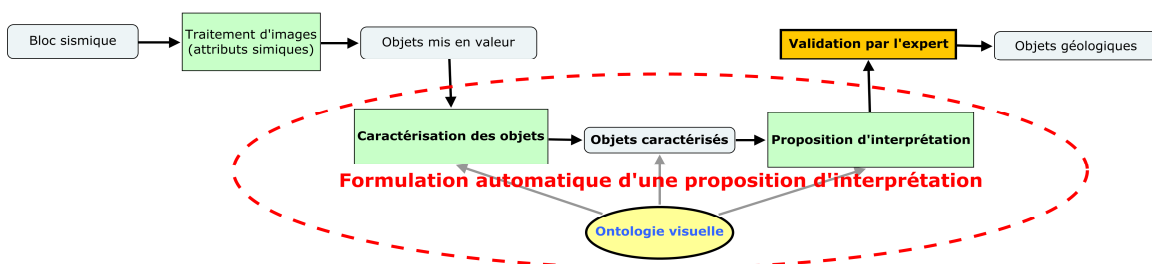 Bloc sismique
Traitement d'images
(attributs simiques)
Objets mis en valeur
Validation par l'expert
Objets géologiques
Caractérisation des objets
Objets caractérisés
Proposition d'interprétation
Formulation automatique d'une proposition d'interprétation
Ontologie visuelle